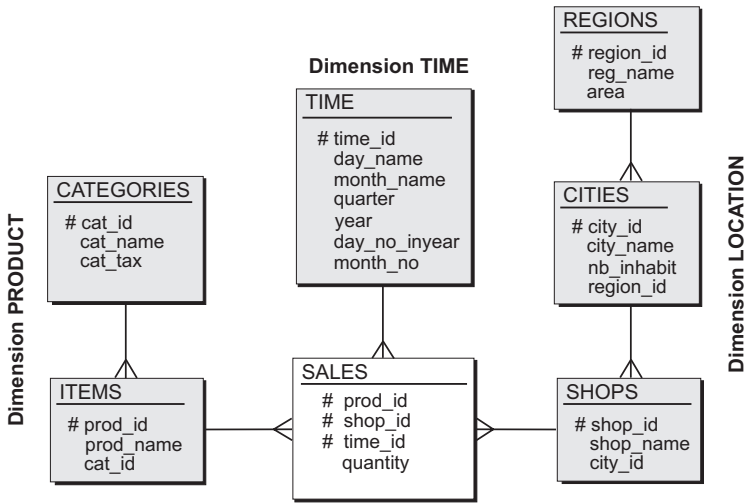 Dimension PRODUCT
CATEGORIES
# cat_id
cat_name
cat_tax
ITEMS
# prod_id
prod_name
cat_id
Dimension TIME
TIME
# time_id
day_name
month_name
quarter
year
day_no_inyear
month_no
SALES
# prod_id
# shop_id
# time_id
quantity
REGIONS
# region_id
reg_name
area
CITIES
# city_id
city_name
nb_inhabit
region_id
SHOPS
# shop_id
shop_name
city_id
Dimension LOCATION